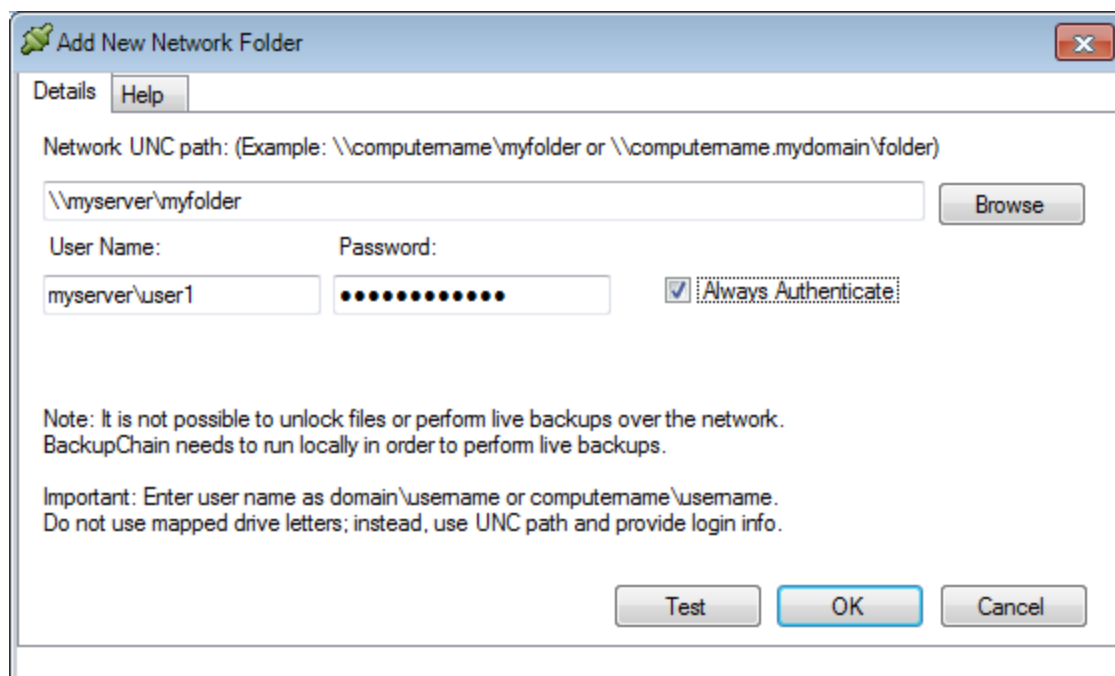 Add New Network Folder
Details Help
Network UNC path: (Example: \\computername\myfolder or \\computername.mydomain\folder)
\\myserver\myfolder Browse
User Name: Password:
myserver\user1 •••••••••••• Always Authenticate
Note: It is not possible to unlock files or perform live backups over the network.
BackupChain needs to run locally in order to perform live backups.
Important: Enter user name as domain\username or computername\username.
Do not use mapped drive letters; instead, use UNC path and provide login info.
Test OK Cancel